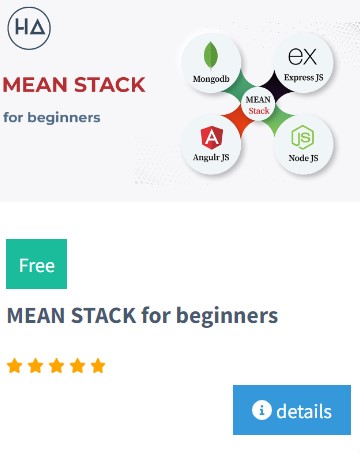 HA
MEAN STACK
for beginners
Mongodb
ex
Express JS
MEAN
Stack
A
Angulr JS
JS
Node JS
Free
MEAN STACK for beginners
details